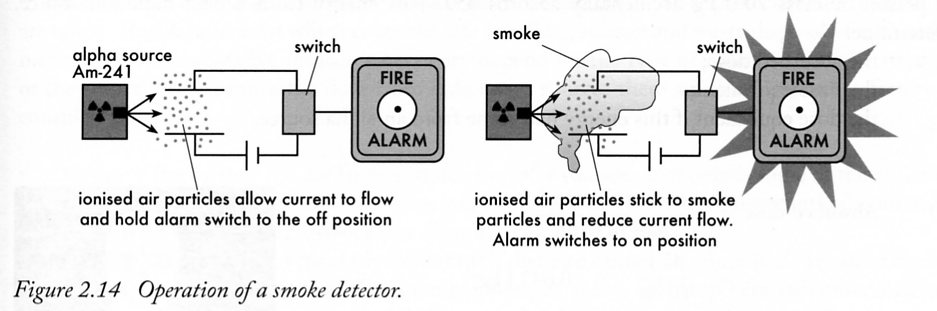 alpha source
Am-241
switch
FIRE
ALARM
ionised air particles allow current to flow
and hold alarm switch to the off position
smoke
switch
FIRE
ALARM
ionised air particles stick to smoke
particles and reduce current flow.
Alarm switches to on position
Figure 2.14 Operation of a smoke detector.